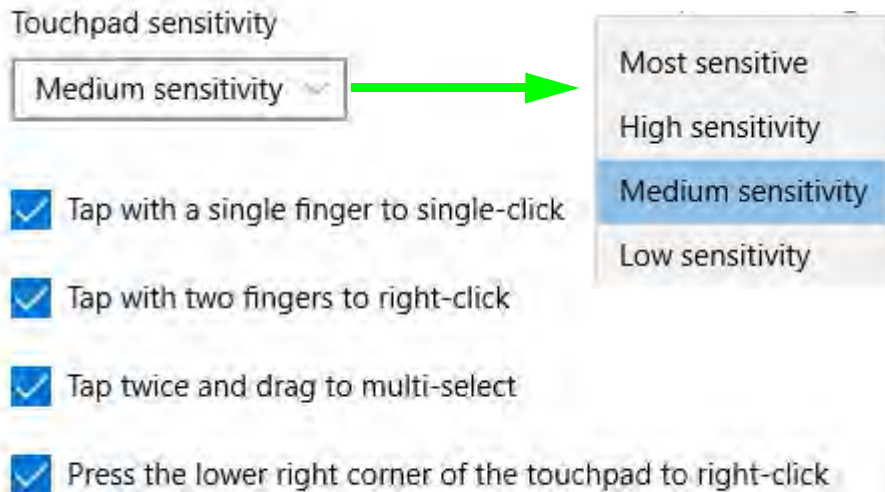 Touchpad sensitivity
Medium sensitivity
Most sensitive
High sensitivity
Medium sensitivity
Low sensitivity
Tap with a single finger to single-click
Tap with two fingers to right-click
Tap twice and drag to multi-select
Press the lower right corner of the touchpad to right-click